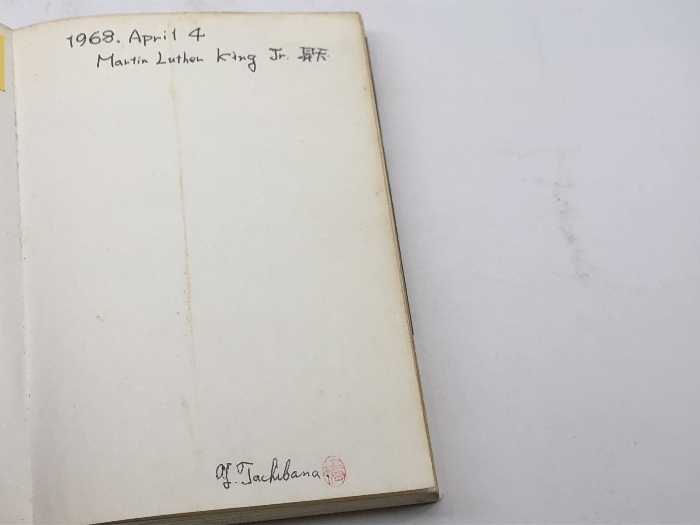 1968. April 4
Martin Luther King Jr. 昇天
Y. Tachibana